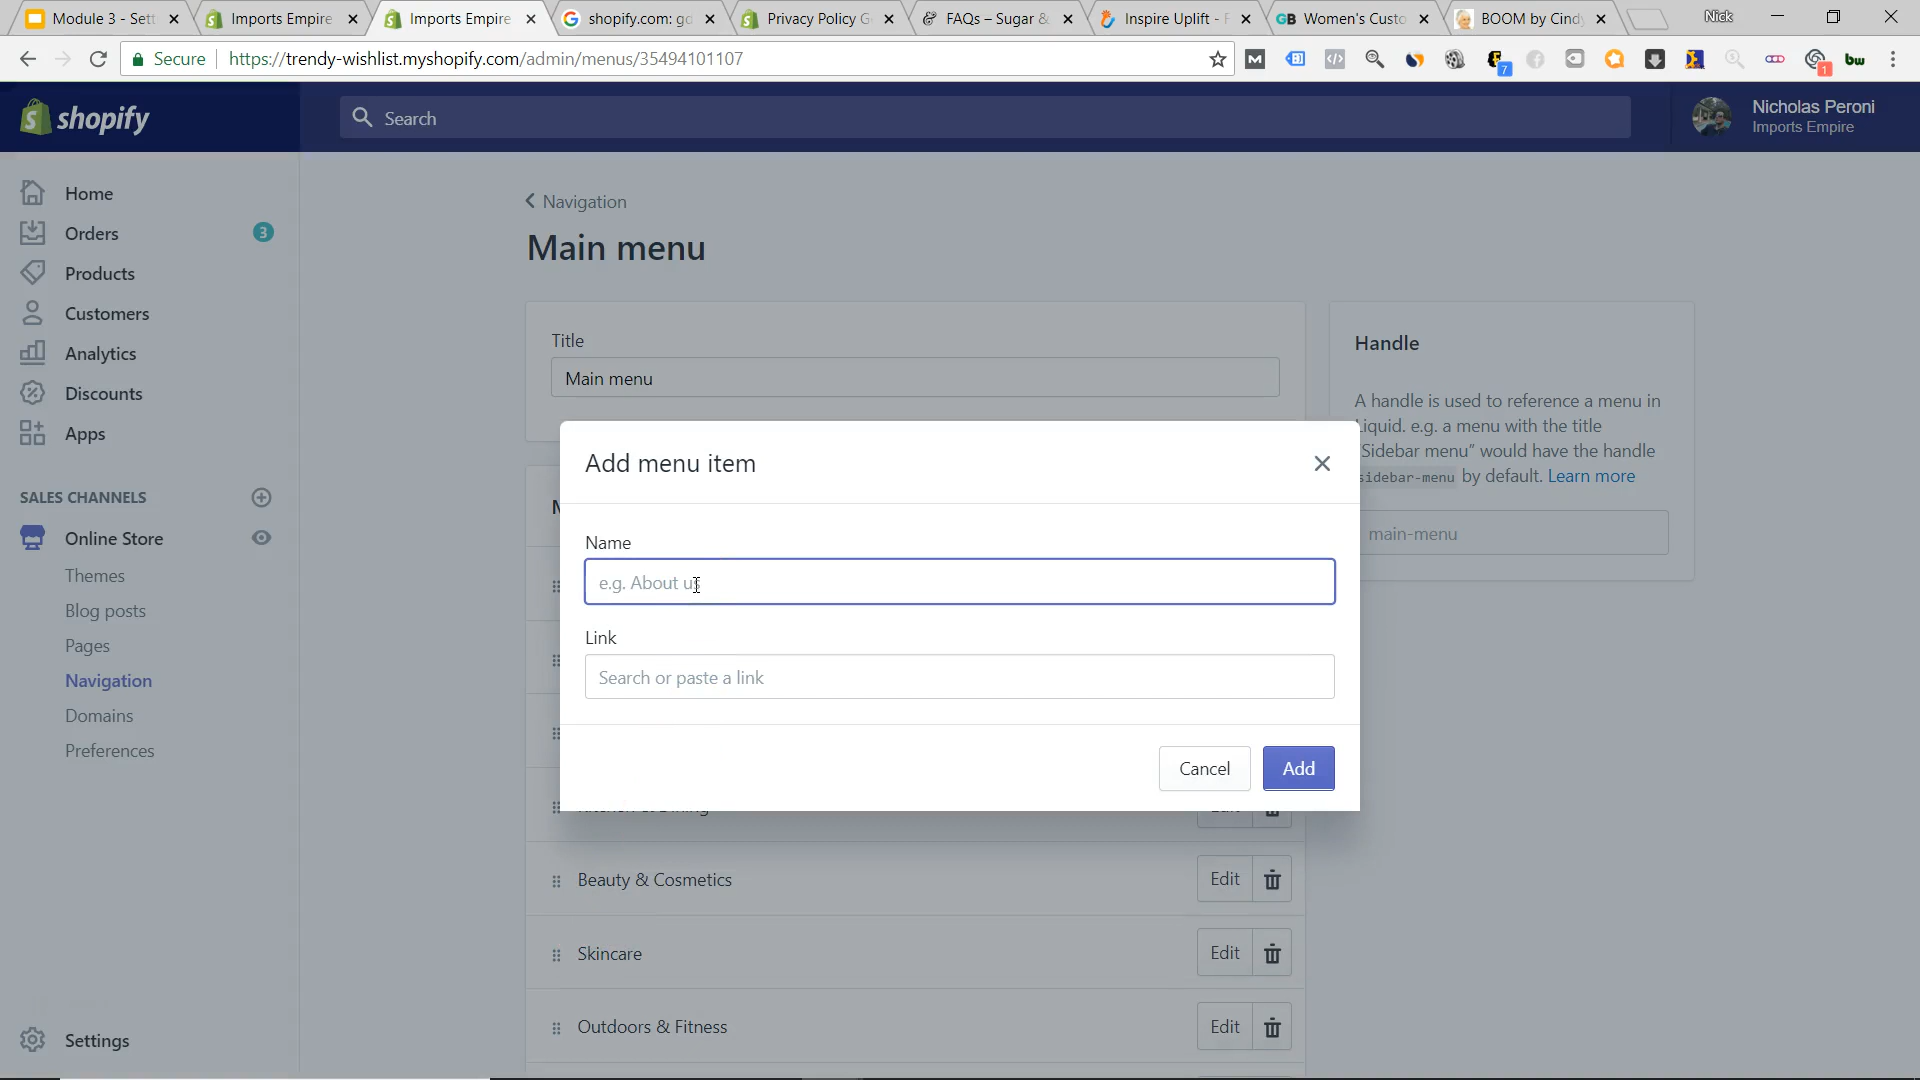 Module 3 - Sett
Imports Empire
Imports Empire
shopify.com: go
Privacy Policy G
FAQs – Sugar &
Inspire Uplift - F
GB Women's Custo
BOOM by Cindy
Nick
Secure https://trendy-wishlist.myshopify.com/admin/menus/35494101107
M
7
1
bw
shopify
Search
Nicholas Peroni
Imports Empire
Home
Orders 3
Products
Customers
Analytics
Discounts
Apps
SALES CHANNELS
Online Store
Themes
Blog posts
Pages
Navigation
Domains
Preferences
Settings
Navigation
Main menu
Title
Main menu
Handle
A handle is used to reference a menu in
Liquid. e.g. a menu with the title
"Sidebar menu" would have the handle
sidebar-menu by default. Learn more
main-menu
Add menu item
Name
e.g. About us
Link
Search or paste a link
Cancel Add
Beauty & Cosmetics Edit
Skincare Edit
Outdoors & Fitness Edit